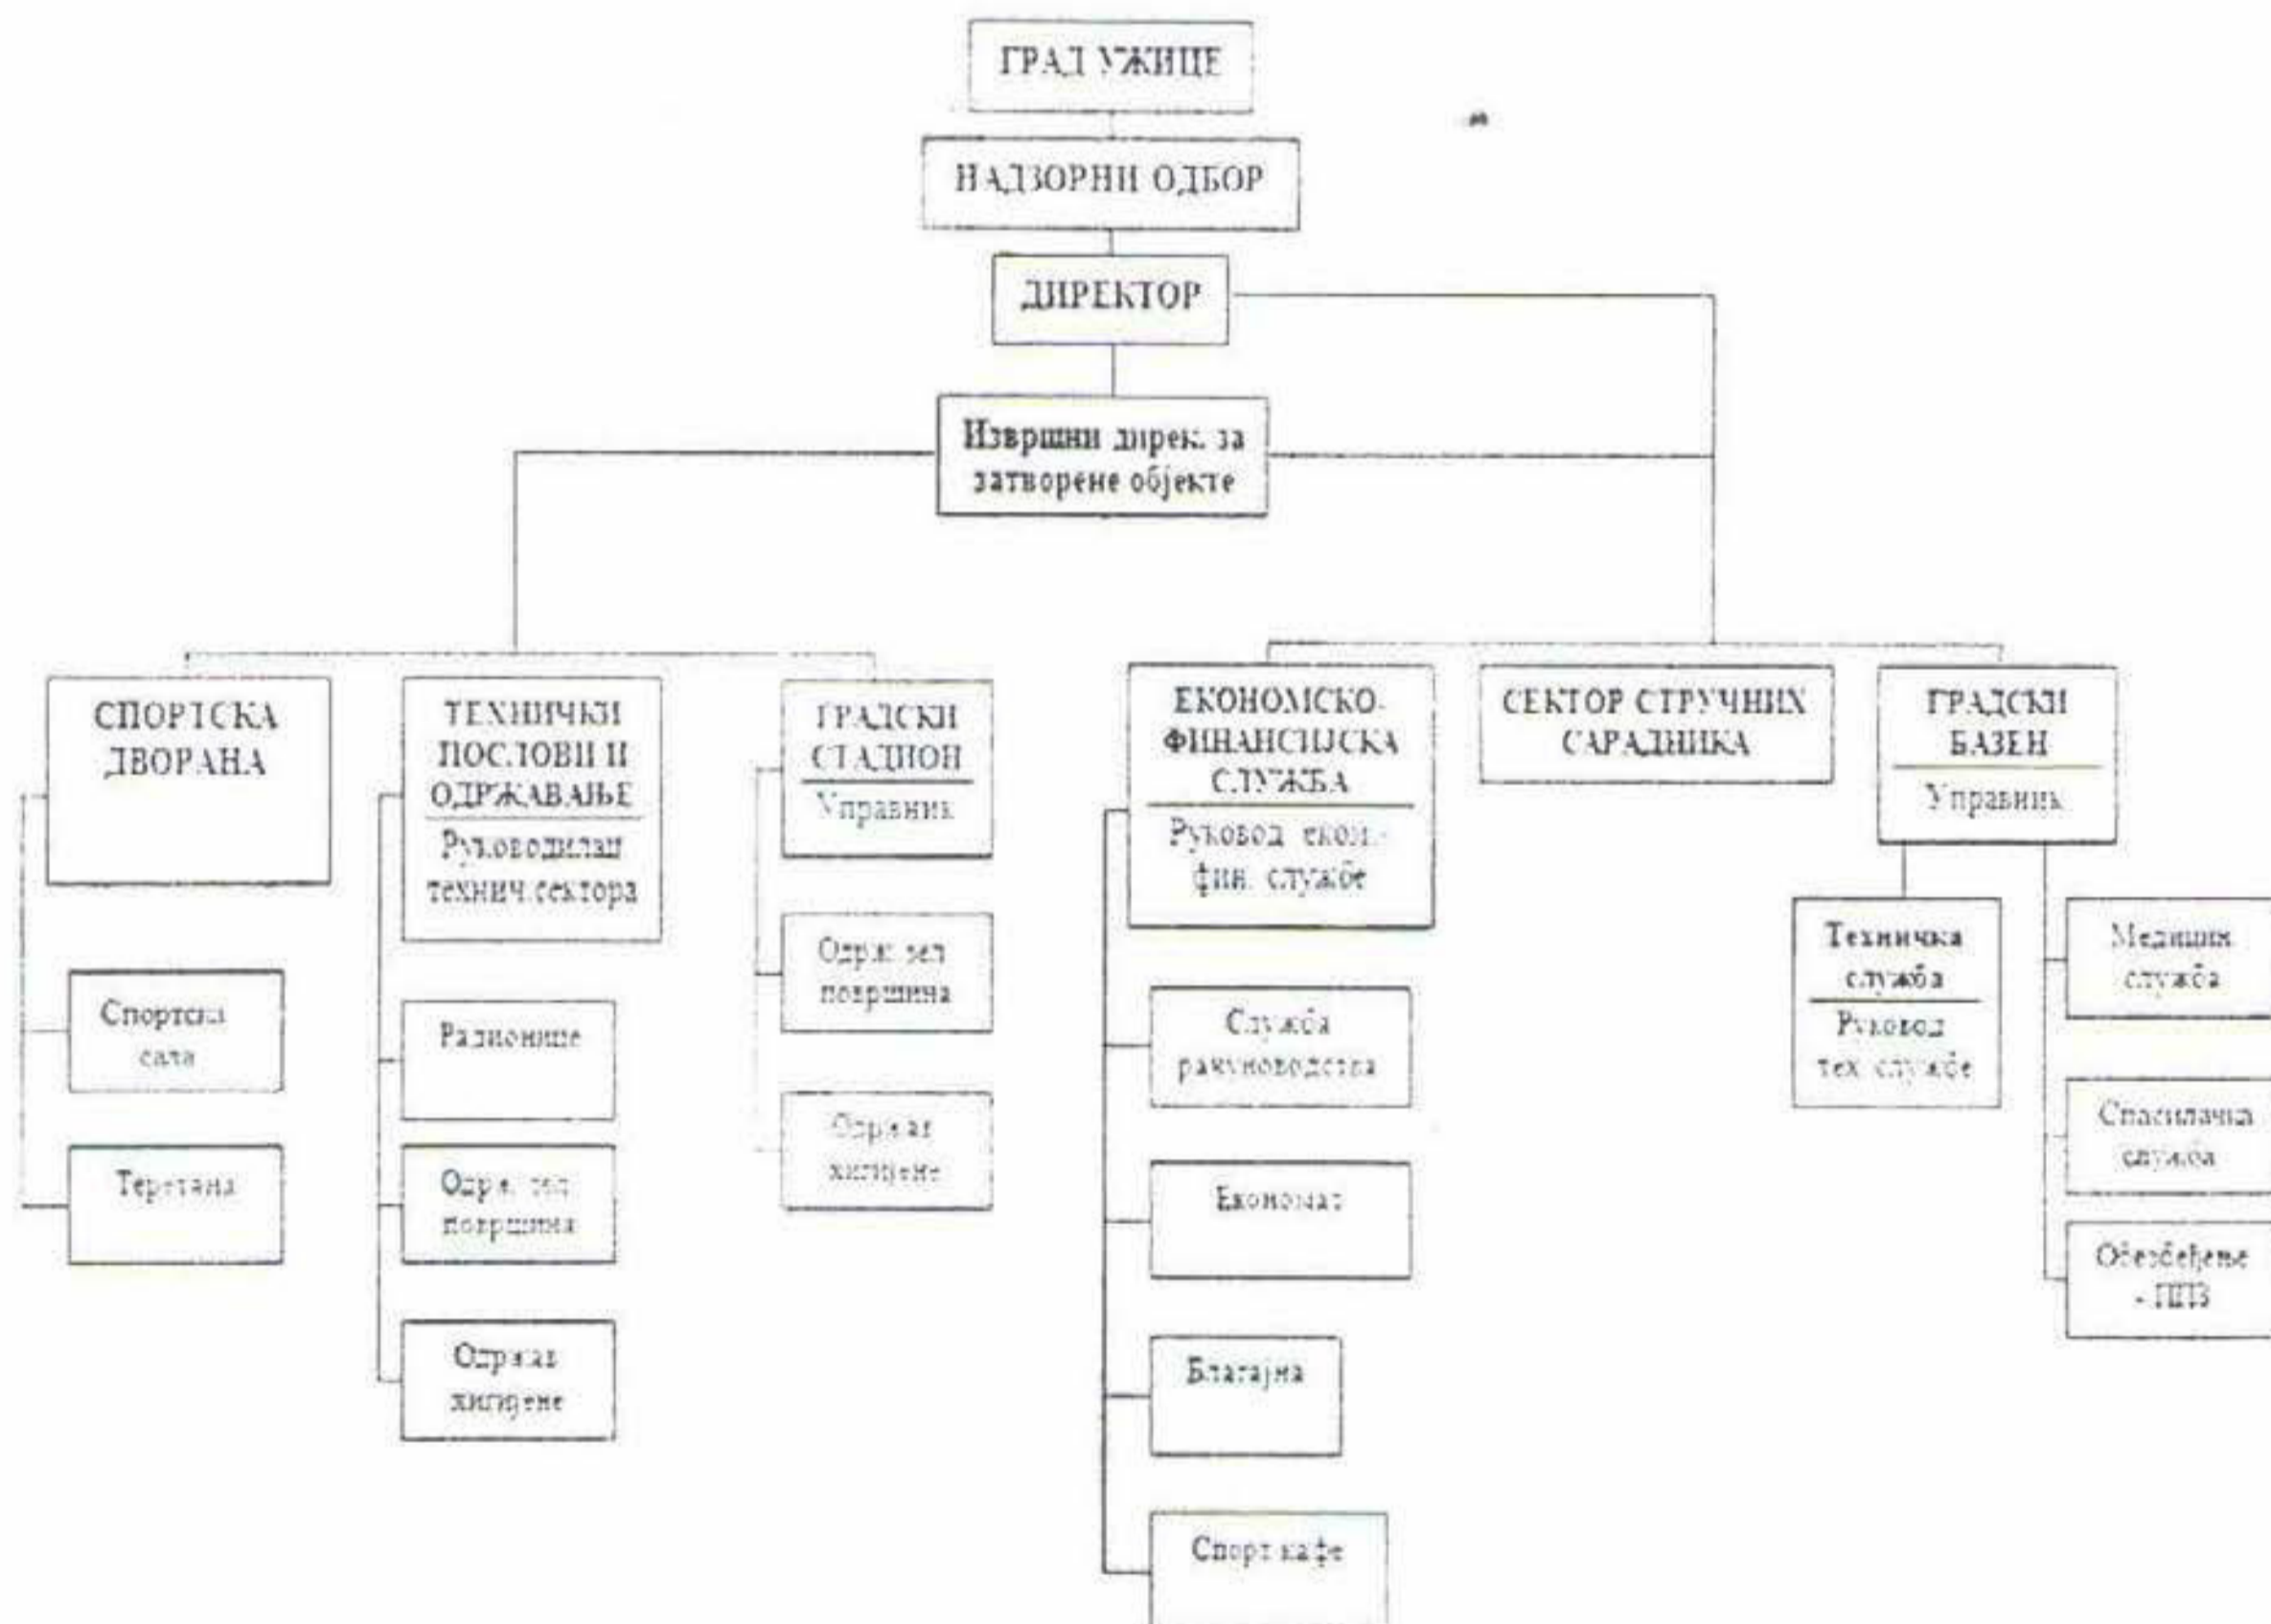 ГРАД УЖИЦЕ
НАДЗОРНИ ОДБОР
ДИРЕКТОР
Извршни дирек. за
затворене објекте
СПОРТСКА
ДВОРАНА
Спортска
сала
Теретана
ТЕХНИЧКИ
ПОСЛОВИ И
ОДРЖАВАЊЕ
Руководилац
технич.сектора
Радионице
Одрж. зел
површина
Одржав
хигијене
ГРАДСКИ
СТАДИОН
Управник
Одрж. зел
површина
Одржав
хигијене
ЕКОНОМСКО-
ФИНАНСИЈСКА
СЛУЖБА
Руковод екон.-
фин. службе
Служба
рачуноводства
Економат
Благајна
Спорт кафе
СЕКТОР СТРУЧНИХ
САРАДНИКА
ГРАДСКИ
БАЗЕН
Управник
Техничка
служба
Руковод
тех службе
Медицин
служба
Спасилачка
служба
Обезбеђење
- ППЗ